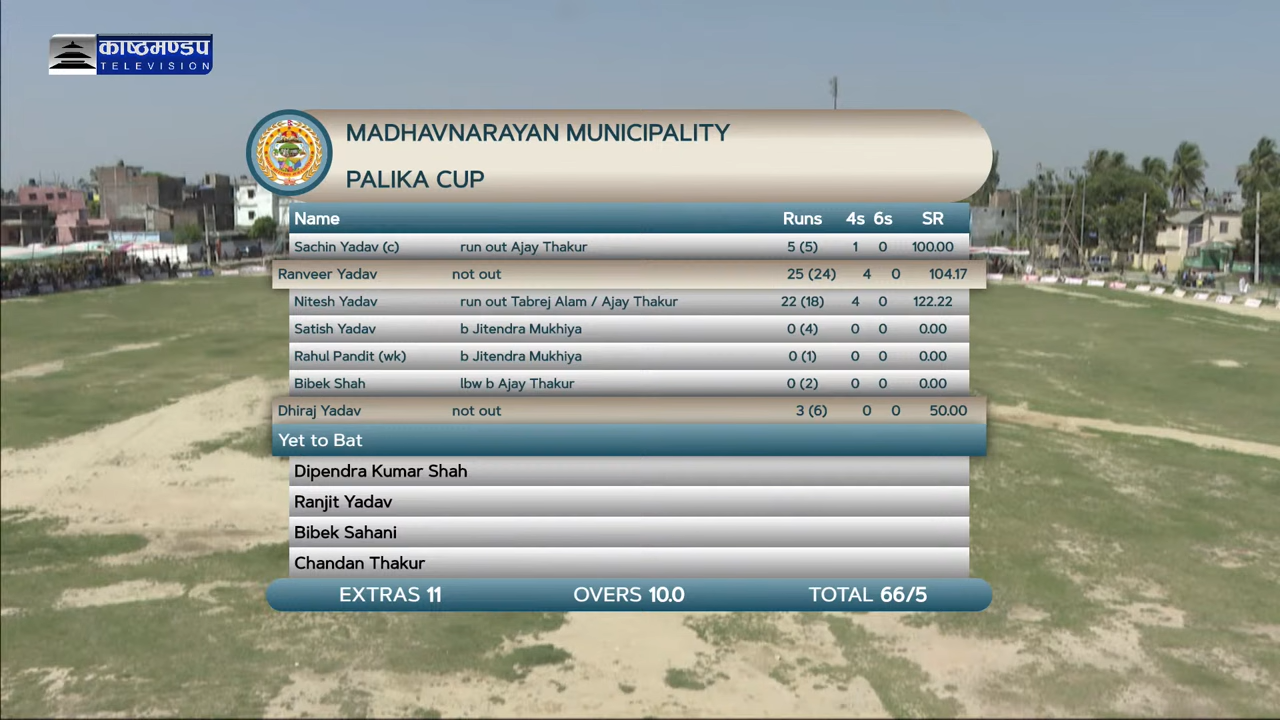 काष्ठमण्डप
TELEVISION
MADHAVNARAYAN MUNICIPALITY
PALIKA CUP
Name Runs 4s 6s SR
Sachin Yadav (c) run out Ajay Thakur 5 (5) 1 0 100.00
Ranveer Yadav not out 25 (24) 4 0 104.17
Nitesh Yadav run out Tabrej Alam / Ajay Thakur 22 (18) 4 0 122.22
Satish Yadav b Jitendra Mukhiya 0 (4) 0 0 0.00
Rahul Pandit (wk) b Jitendra Mukhiya 0 (1) 0 0 0.00
Bibek Shah lbw b Ajay Thakur 0 (2) 0 0 0.00
Dhiraj Yadav not out 3 (6) 0 0 50.00
Yet to Bat
Dipendra Kumar Shah
Ranjit Yadav
Bibek Sahani
Chandan Thakur
EXTRAS 11 OVERS 10.0 TOTAL 66/5